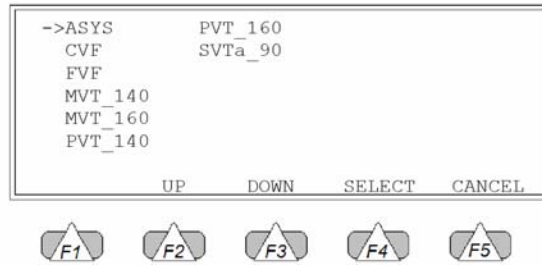 ->ASYS PVT_160
CVF SVTa_90
FVF
MVT_140
MVT_160
PVT_140
UP DOWN SELECT CANCEL
F1 F2 F3 F4 F5